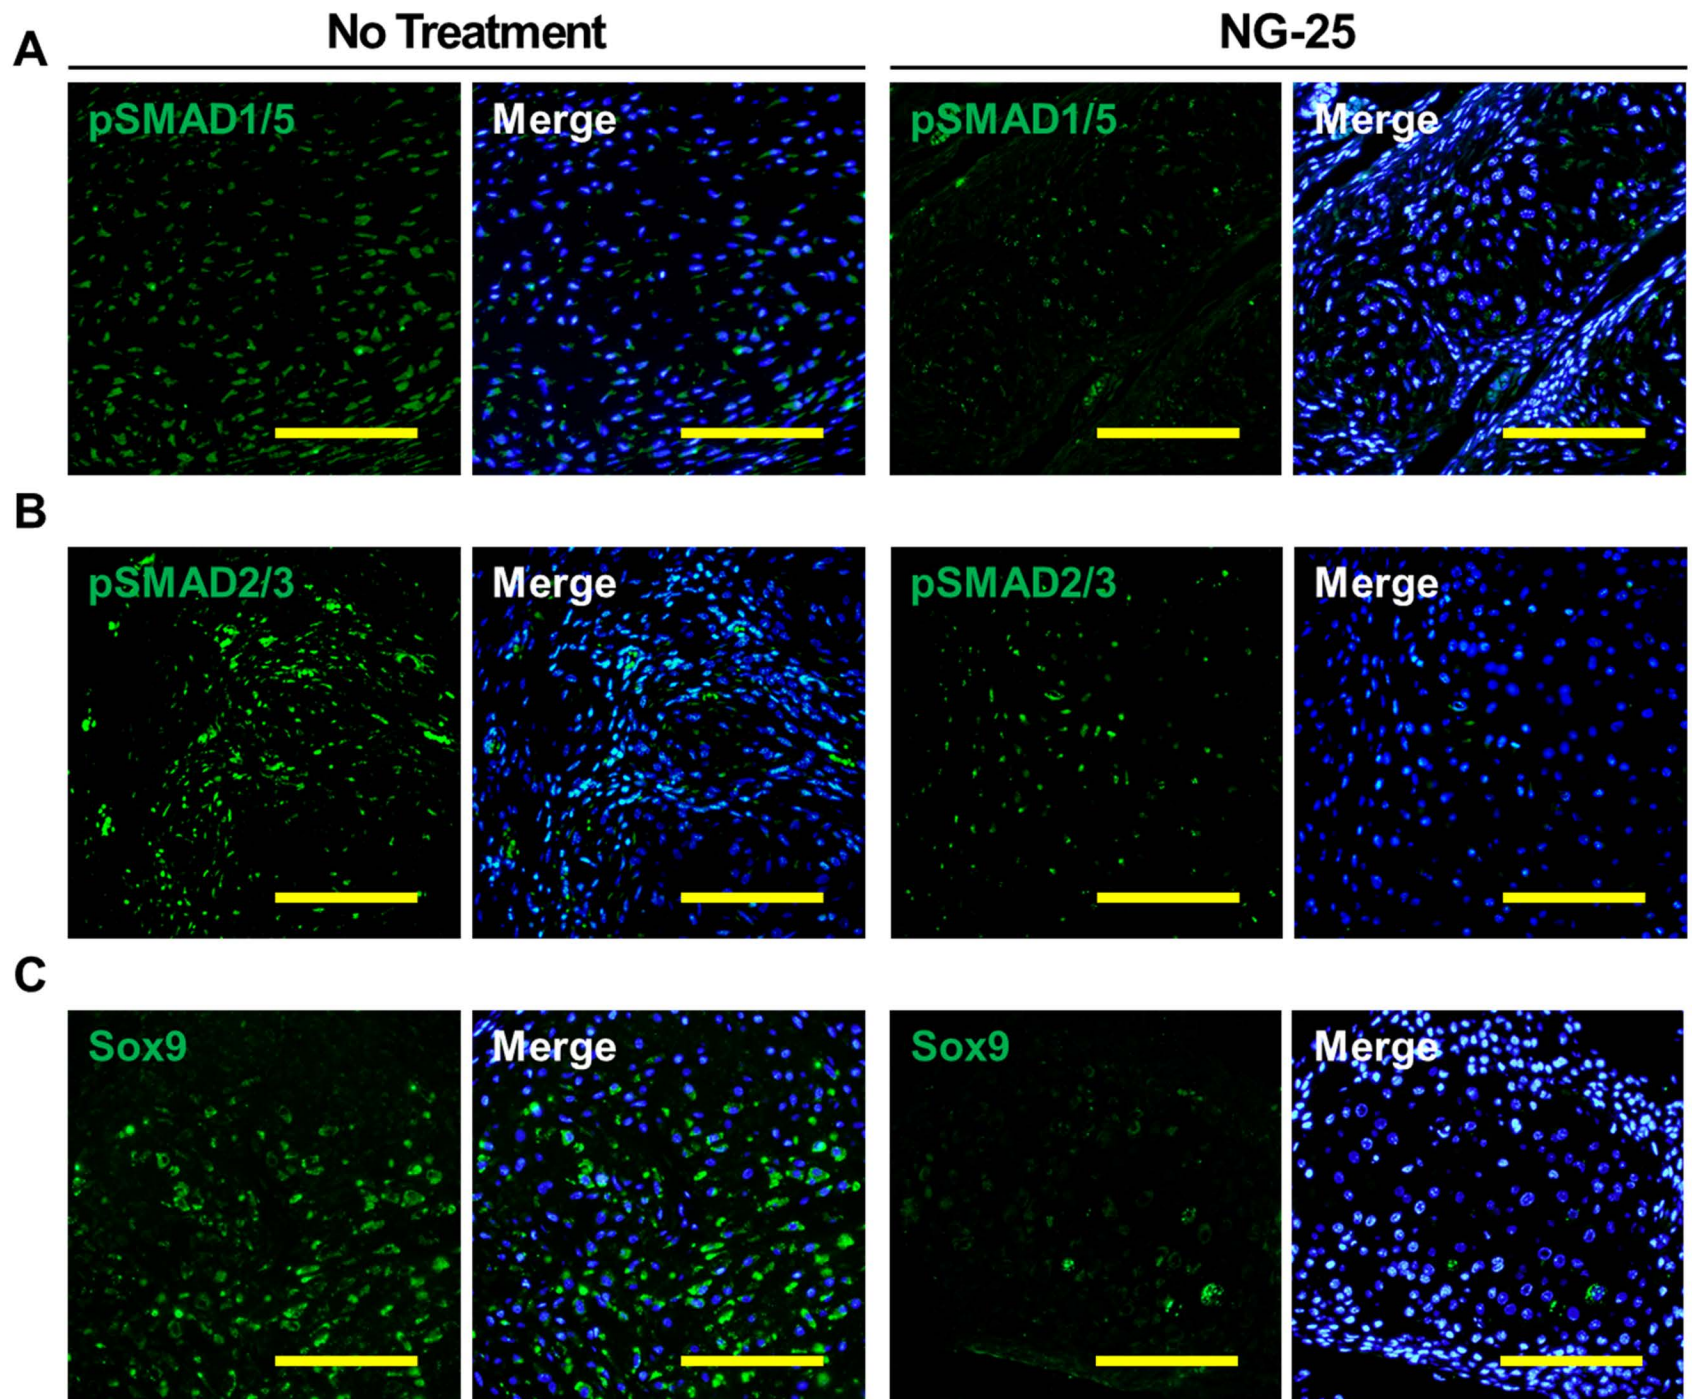 No Treatment NG-25
A
pSMAD1/5 Merge pSMAD1/5 Merge
B
pSMAD2/3 Merge pSMAD2/3 Merge
C
Sox9 Merge Sox9 Merge